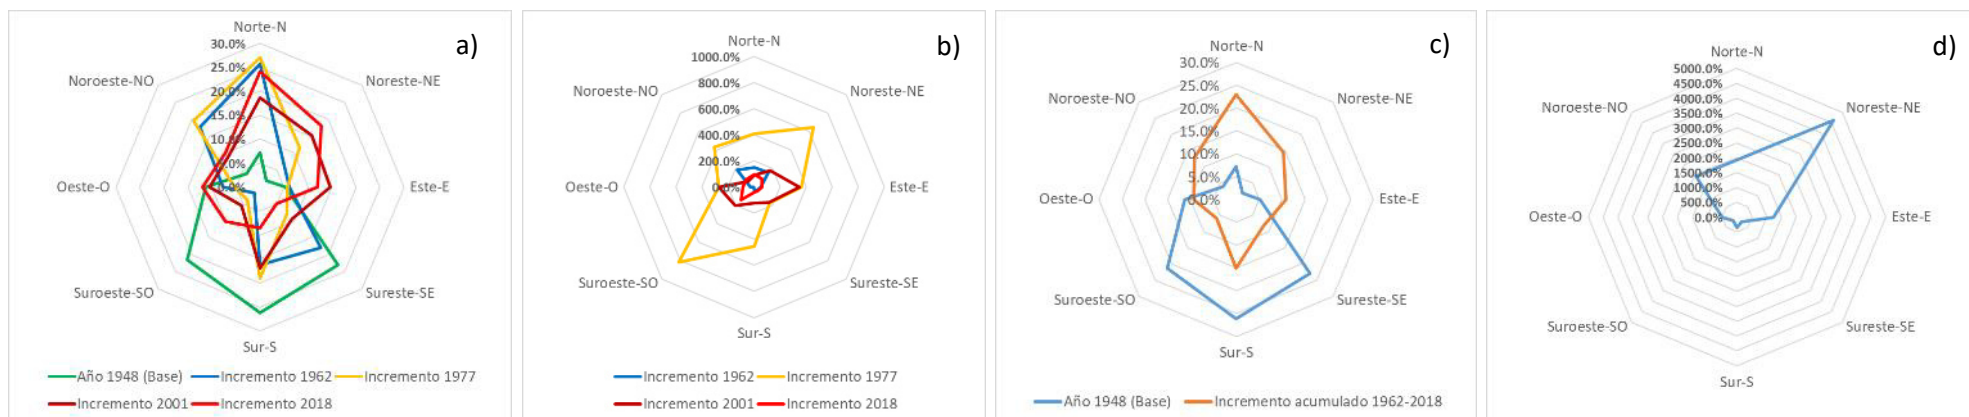 a)
Norte-N
30.0%
25.0%
20.0%
15.0%
10.0%
5.0%
0.0%
Noreste-NE
Este-E
Sureste-SE
Sur-S
Suroeste-SO
Oeste-O
Noroeste-NO
Año 1948 (Base) Incremento 1962 Incremento 1977
Incremento 2001 Incremento 2018
b)
Norte-N
1000.0%
800.0%
600.0%
400.0%
200.0%
0.0%
Noreste-NE
Este-E
Sureste-SE
Sur-S
Suroeste-SO
Oeste-O
Noroeste-NO
Incremento 1962 Incremento 1977
Incremento 2001 Incremento 2018
c)
Norte-N
30.0%
25.0%
20.0%
15.0%
10.0%
5.0%
0.0%
Noreste-NE
Este-E
Sureste-SE
Sur-S
Suroeste-SO
Oeste-O
Noroeste-NO
Año 1948 (Base) Incremento acumulado 1962-2018
d)
Norte-N
5000.0%
4500.0%
4000.0%
3500.0%
3000.0%
2500.0%
2000.0%
1500.0%
1000.0%
500.0%
0.0%
Noreste-NE
Este-E
Sureste-SE
Sur-S
Suroeste-SO
Oeste-O
Noroeste-NO